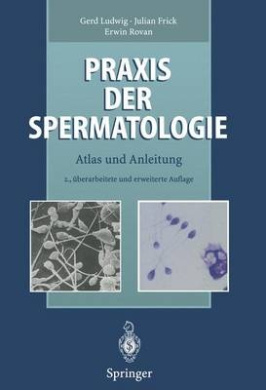 Gerd Ludwig · Julian Frick
Erwin Rovan
PRAXIS
DER
SPERMATOLOGIE
Atlas und Anleitung
2., überarbeitete und erweiterte Auflage
Springer